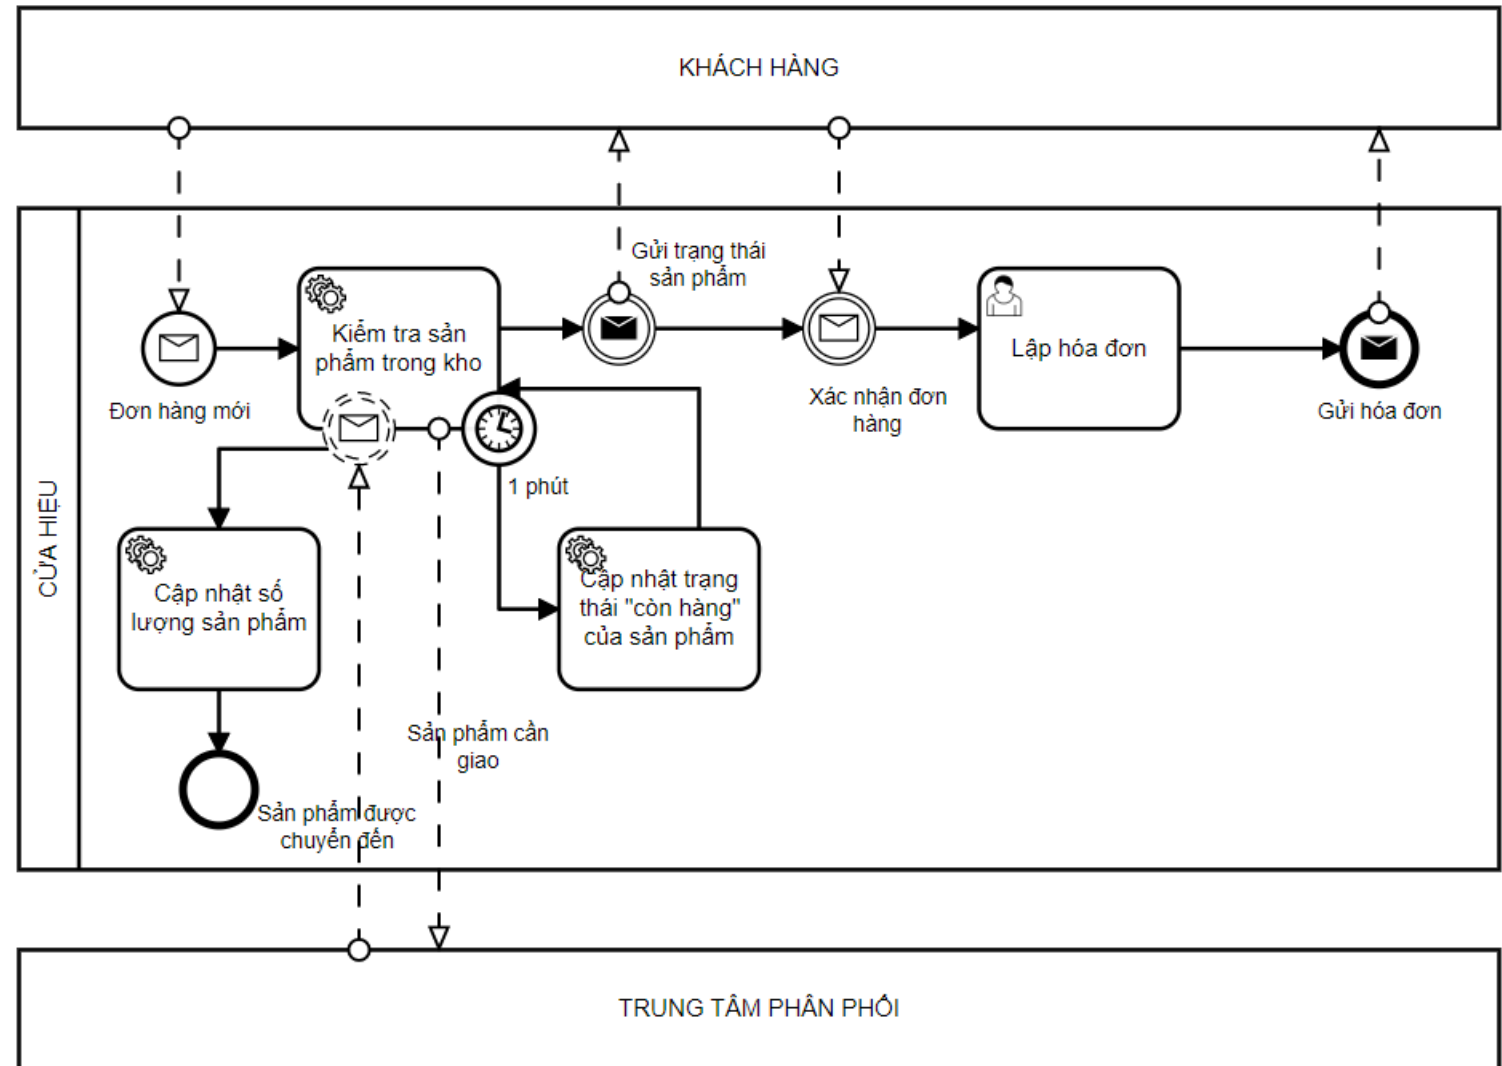 KHÁCH HÀNG
Gửi trạng thái
sản phẩm
Kiểm tra sản
phẩm trong kho
Lập hóa đơn
Đơn hàng mới
Xác nhận đơn
hàng
Gửi hóa đơn
1 phút
CỬA HIỆU
Cập nhật số
lượng sản phẩm
Cập nhật trạng
thái "còn hàng"
của sản phẩm
Sản phẩm cần
giao
Sản phẩm được
chuyển đến
TRUNG TÂM PHÂN PHỐI